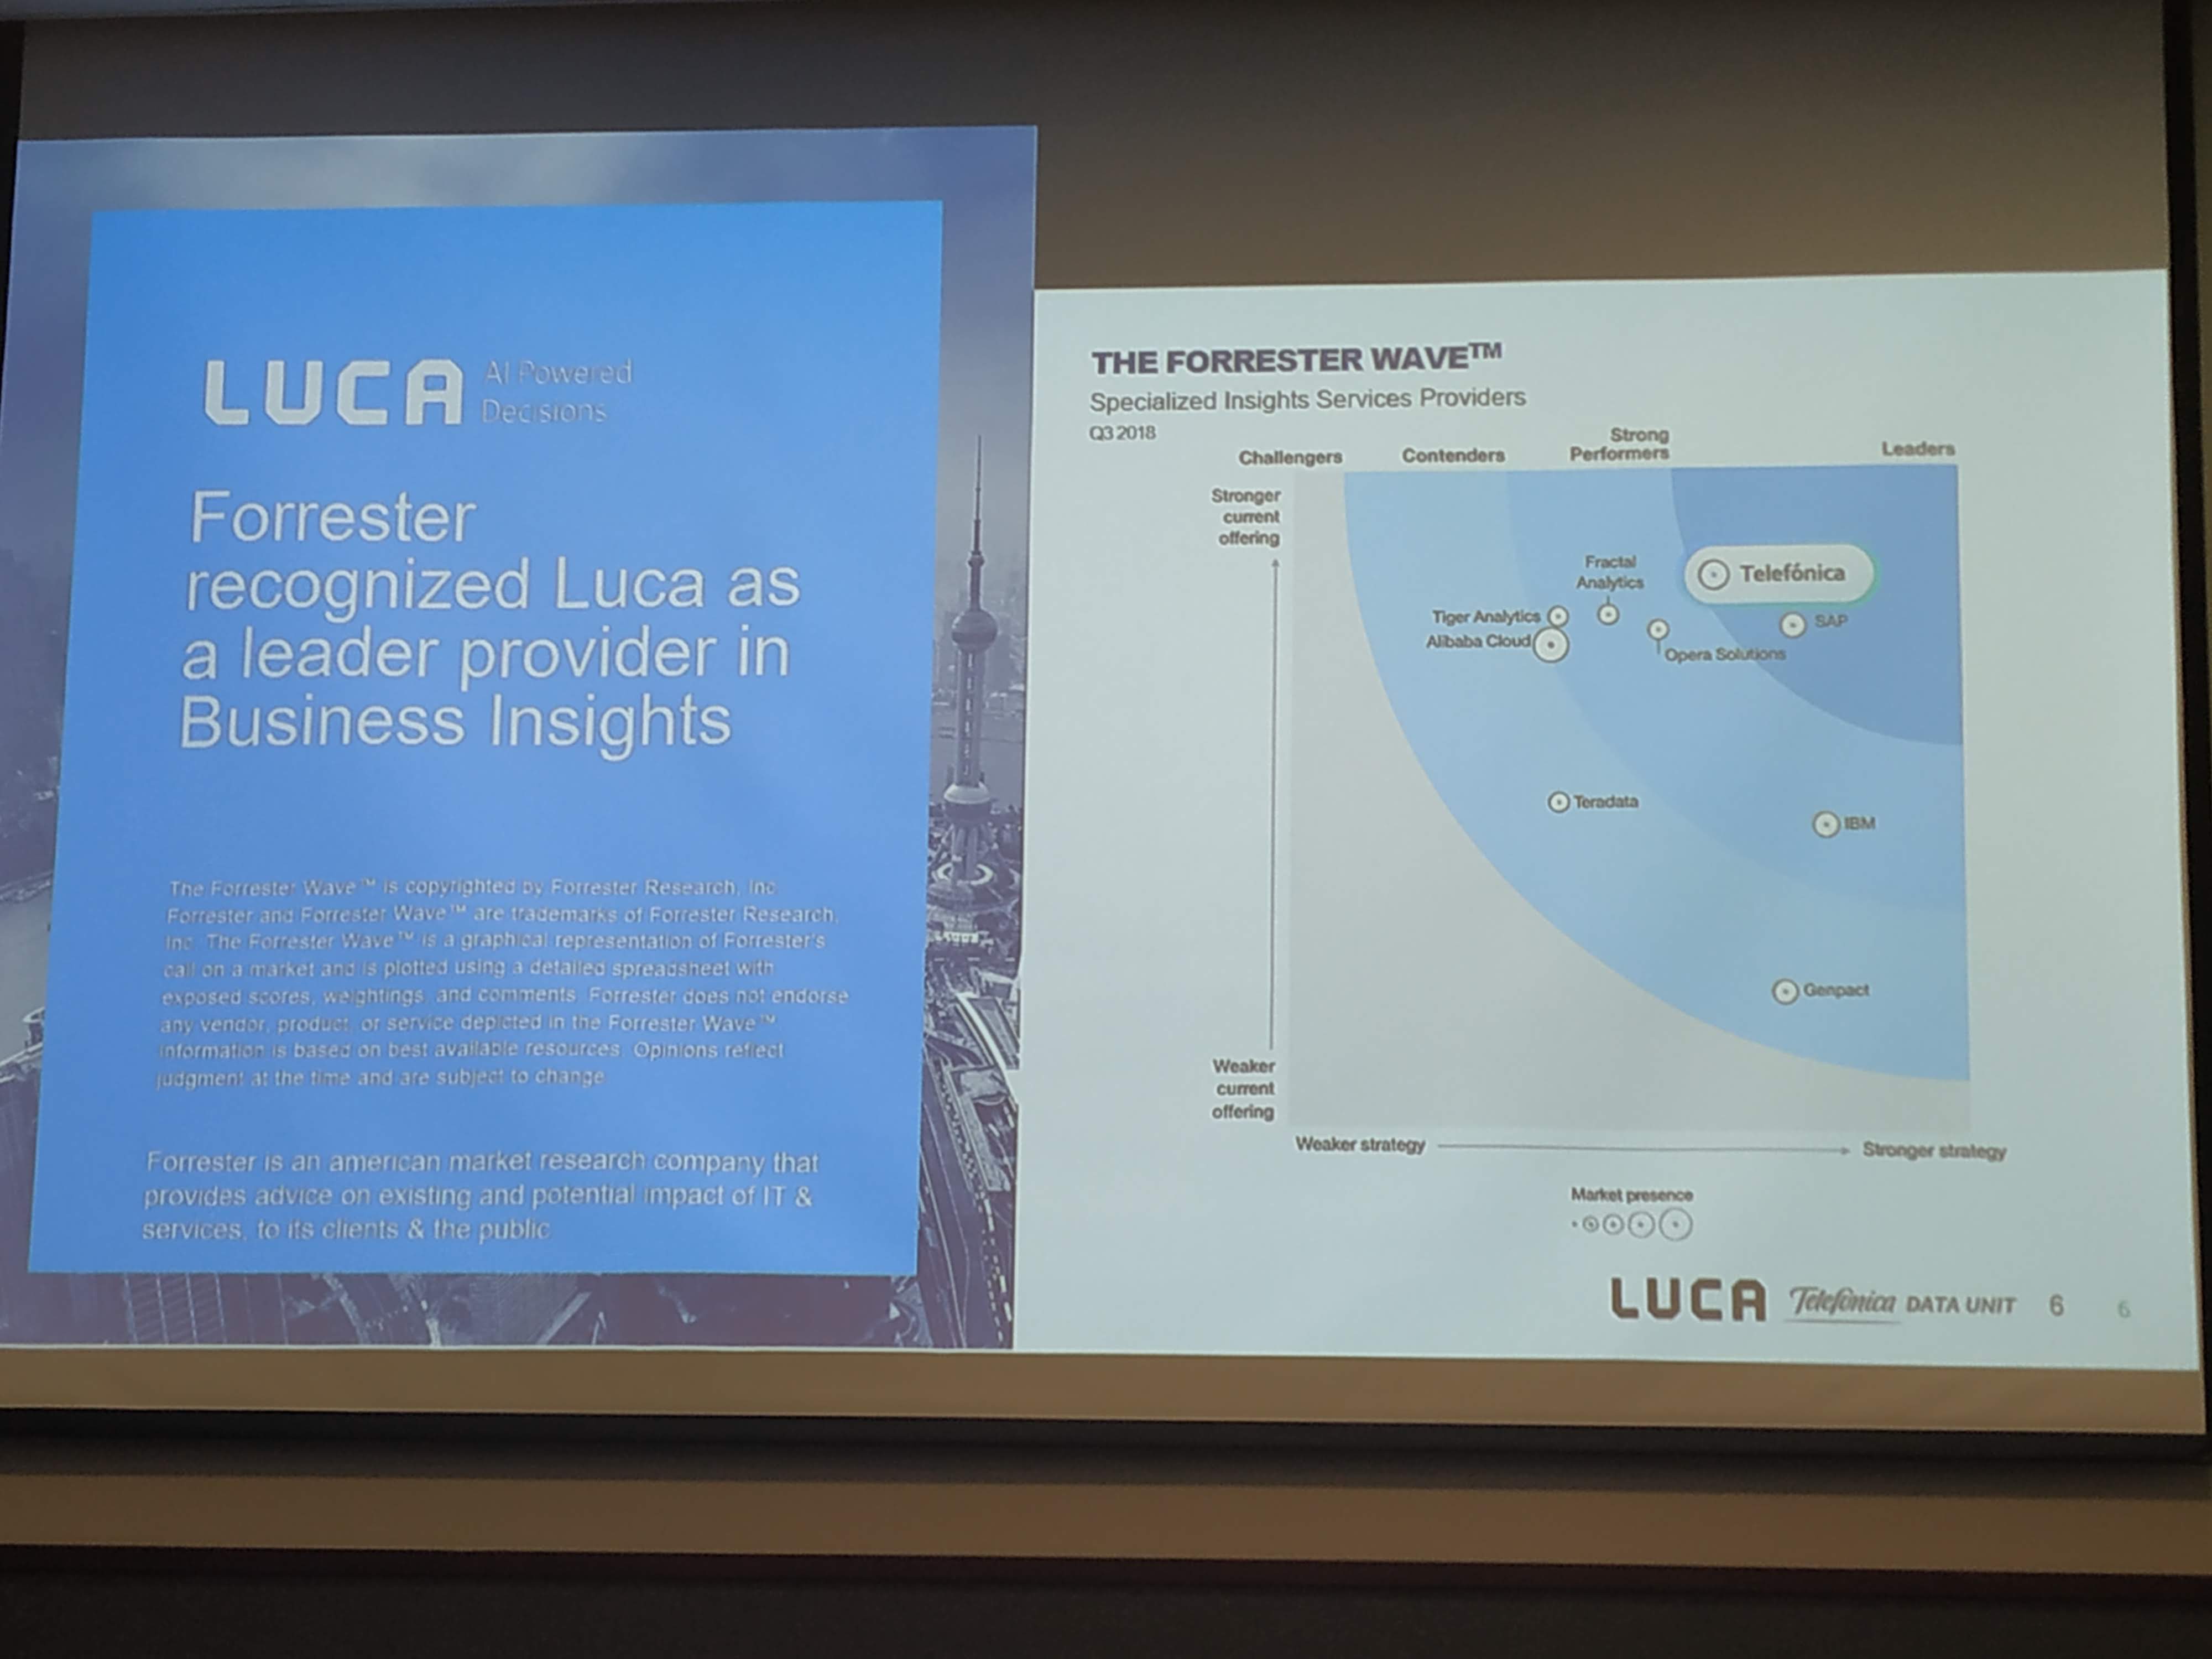 LUCA AI Powered
Decisions
Forrester
recognized Luca as
a leader provider in
Business Insights
The Forrester Wave™ is copyrighted by Forrester Research, Inc
Forrester and Forrester Wave™ are trademarks of Forrester Research,
Inc. The Forrester Wave™ is a graphical representation of Forrester's
call on a market and is plotted using a detailed spreadsheet with
exposed scores, weightings, and comments. Forrester does not endorse
any vendor, product, or service depicted in the Forrester Wave™.
Information is based on best available resources. Opinions reflect
judgment at the time and are subject to change
Forrester is an american market research company that
provides advice on existing and potential impact of IT &
services, to its clients & the public
THE FORRESTER WAVE™
Specialized Insights Services Providers
Q3 2018
Challengers
Contenders
Strong
Performers
Leaders
Stronger
current
offering
Fractal
Analytics
Telefónica
Tiger Analytics
SAP
Alibaba Cloud
Opera Solutions
Teradata
IBM
Genpact
Weaker
current
offering
Weaker strategy
Stronger strategy
Market presence
LUCA Telefónica DATA UNIT 6 6